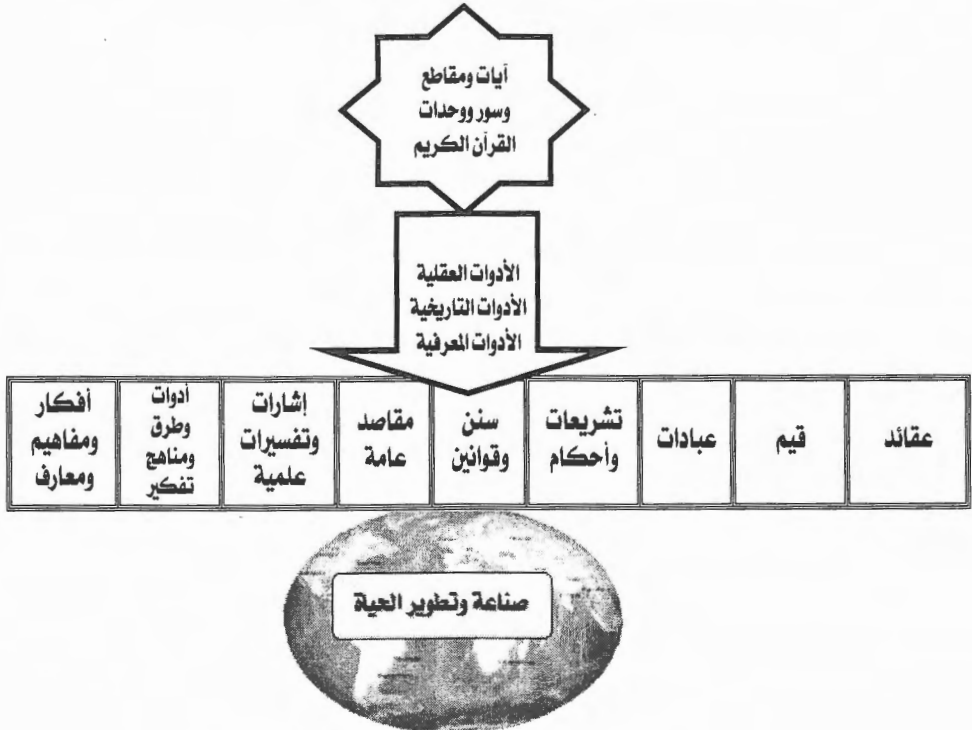 آيات ومقاطع
وسور ووحدات
القرآن الكريم
الأدوات العقلية
الأدوات التاريخية
الأدوات المعرفية
عقائد
قيم
عبادات
تشريعات
وأحكام
سنن
وقوانين
مقاصد
عامة
إشارات
وتفسيرات
علمية
أدوات
وطرق
ومناهج
تفكير
أفكار
ومفاهيم
ومعارف
صناعة وتطوير الحياة